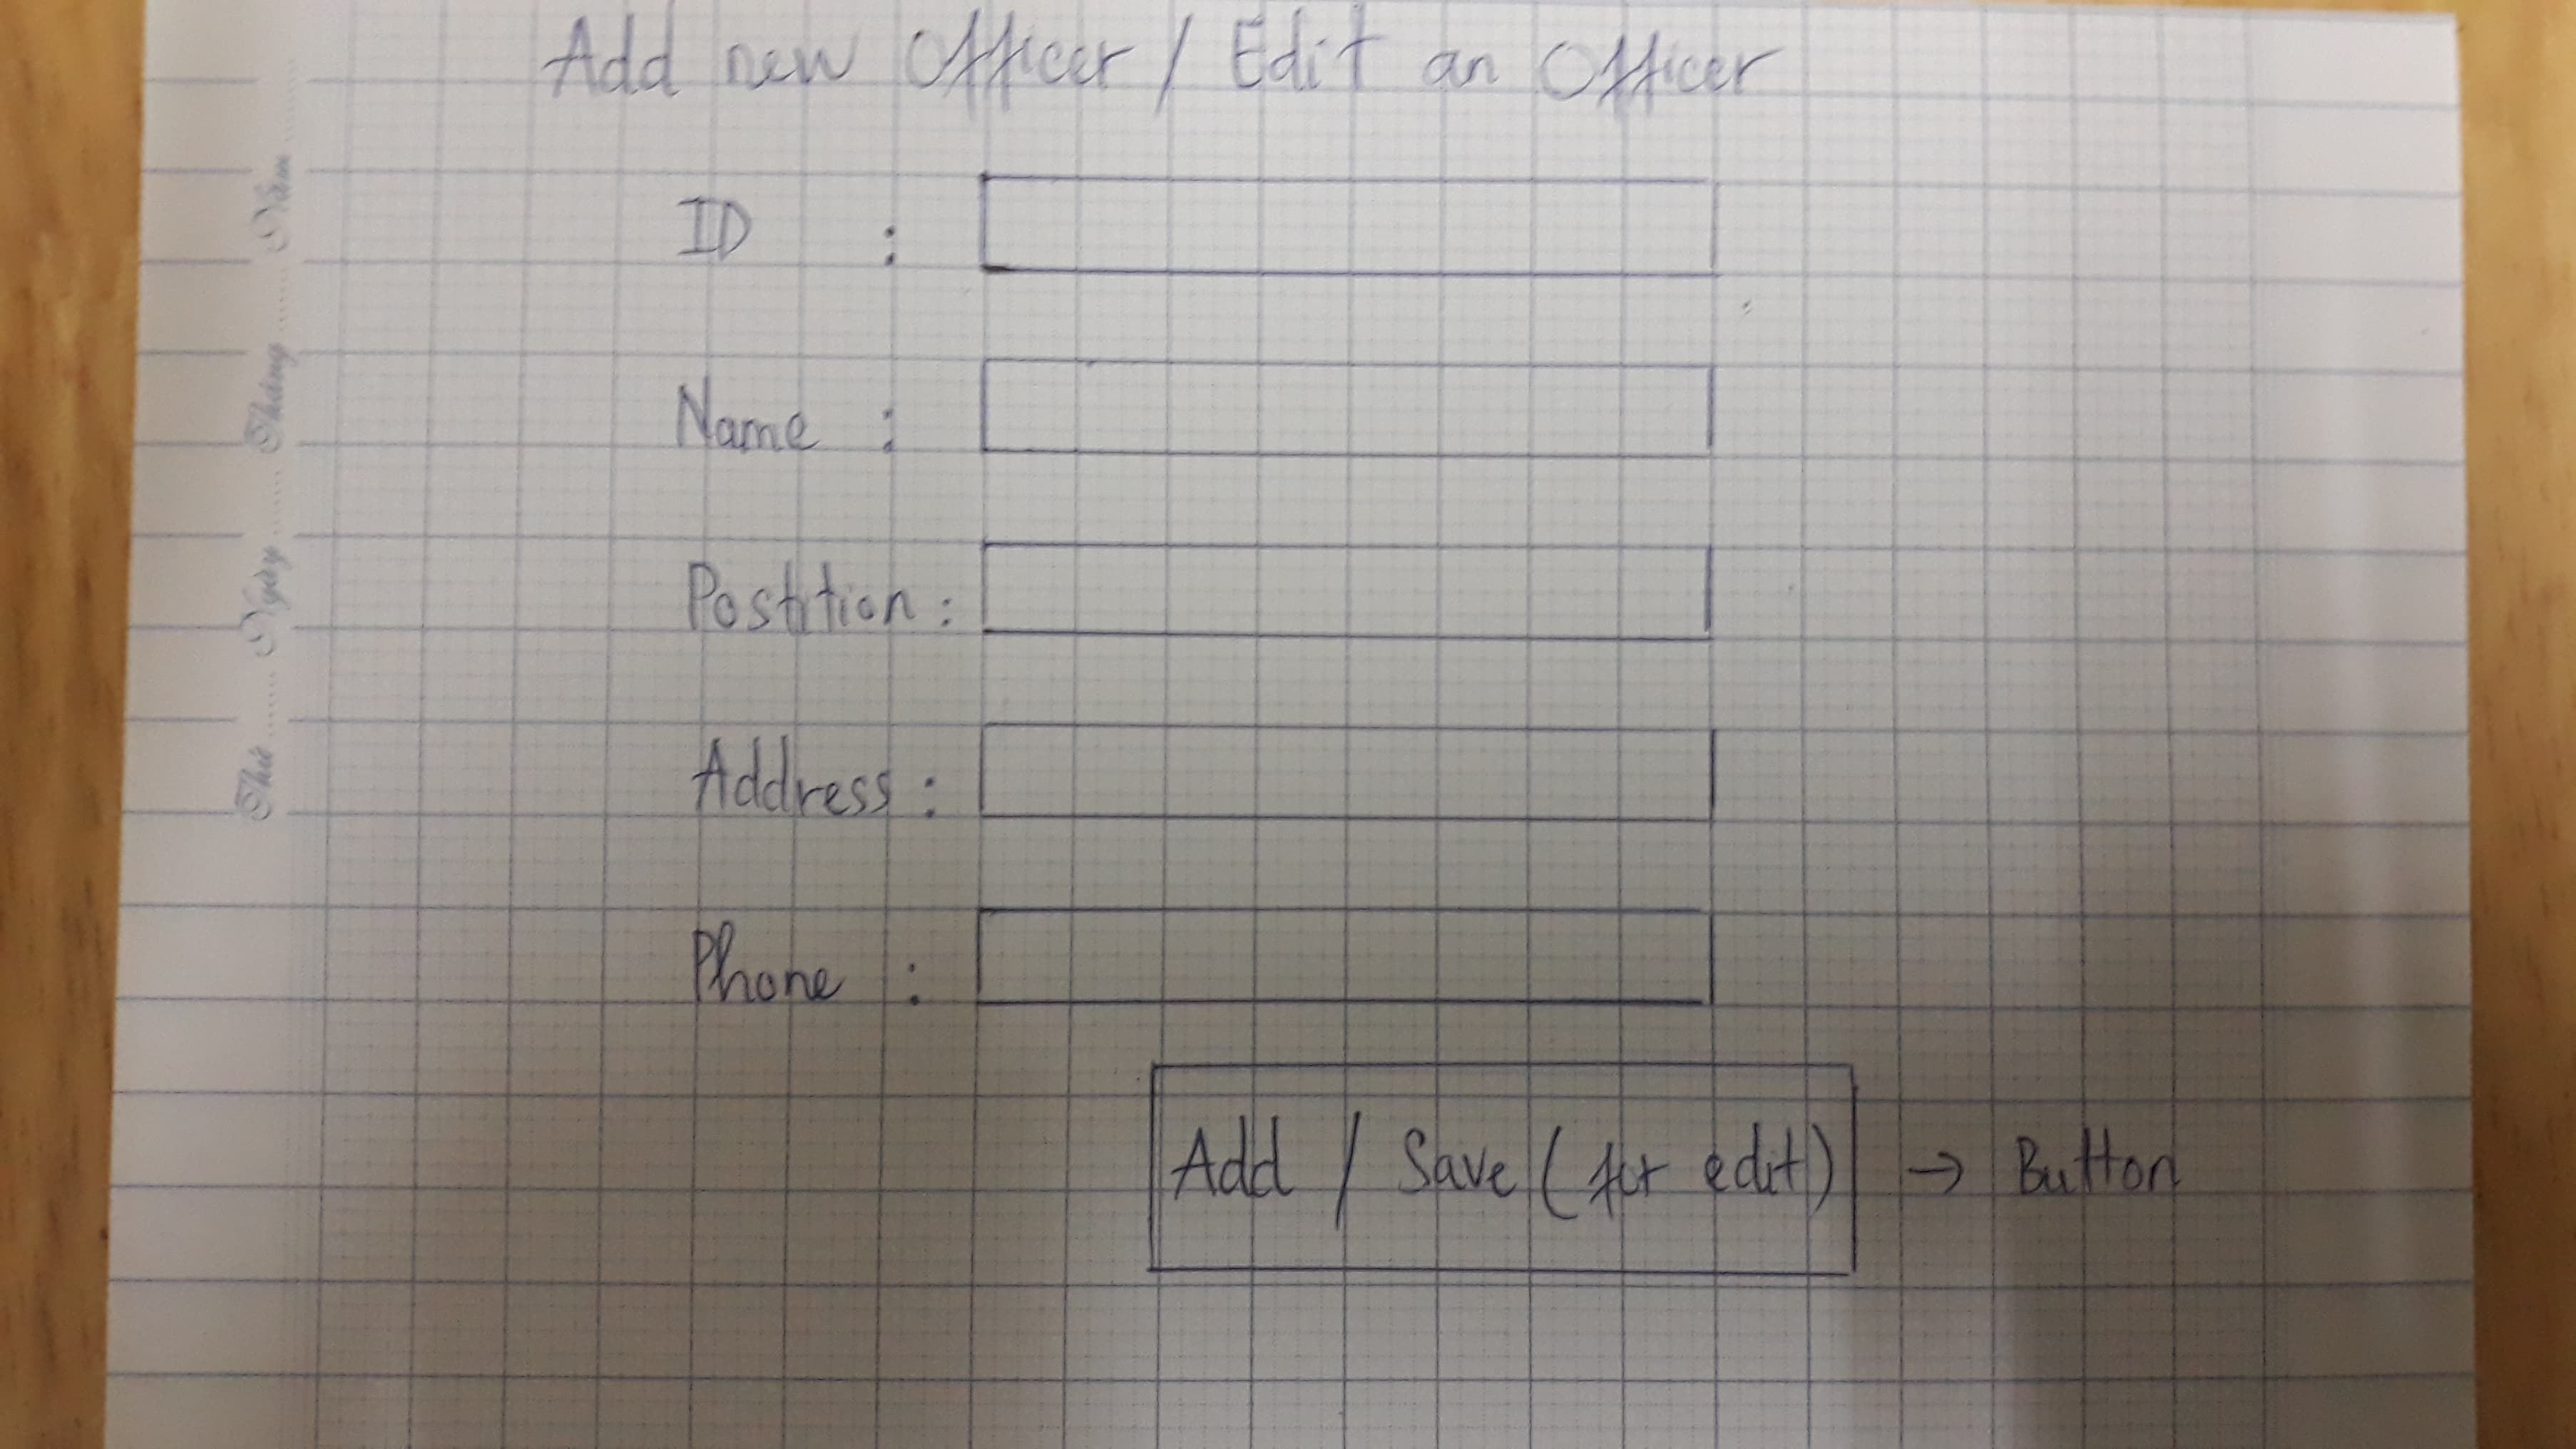 Add new Officer / Edit an Officer
ID :
Name :
Postition :
Address :
Phone :
Add / Save (for edit) → Button
Thứ ........ Ngày ........ Tháng ........ Năm ........